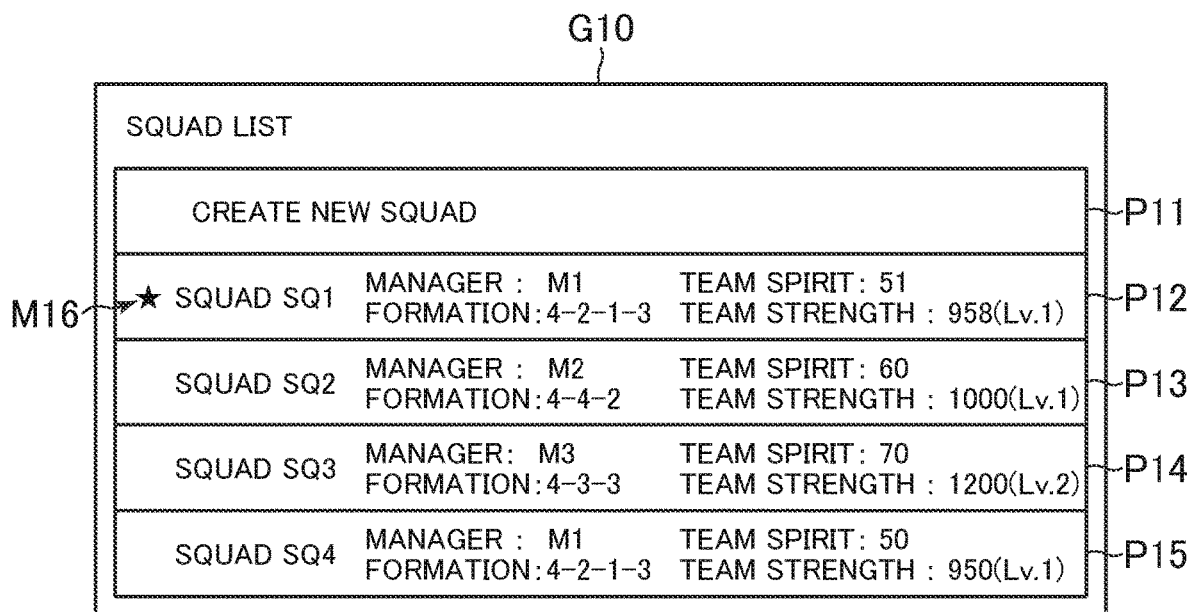 G10
SQUAD LIST
CREATE NEW SQUAD
P11
M16
★ SQUAD SQ1
MANAGER : M1
TEAM SPIRIT: 51
FORMATION:4-2-1-3
TEAM STRENGTH : 958(Lv.1)
P12
SQUAD SQ2
MANAGER : M2
TEAM SPIRIT: 60
FORMATION:4-4-2
TEAM STRENGTH : 1000(Lv.1)
P13
SQUAD SQ3
MANAGER: M3
TEAM SPIRIT: 70
FORMATION:4-3-3
TEAM STRENGTH : 1200(Lv.2)
P14
SQUAD SQ4
MANAGER : M1
TEAM SPIRIT: 50
FORMATION:4-2-1-3
TEAM STRENGTH : 950(Lv.1)
P15